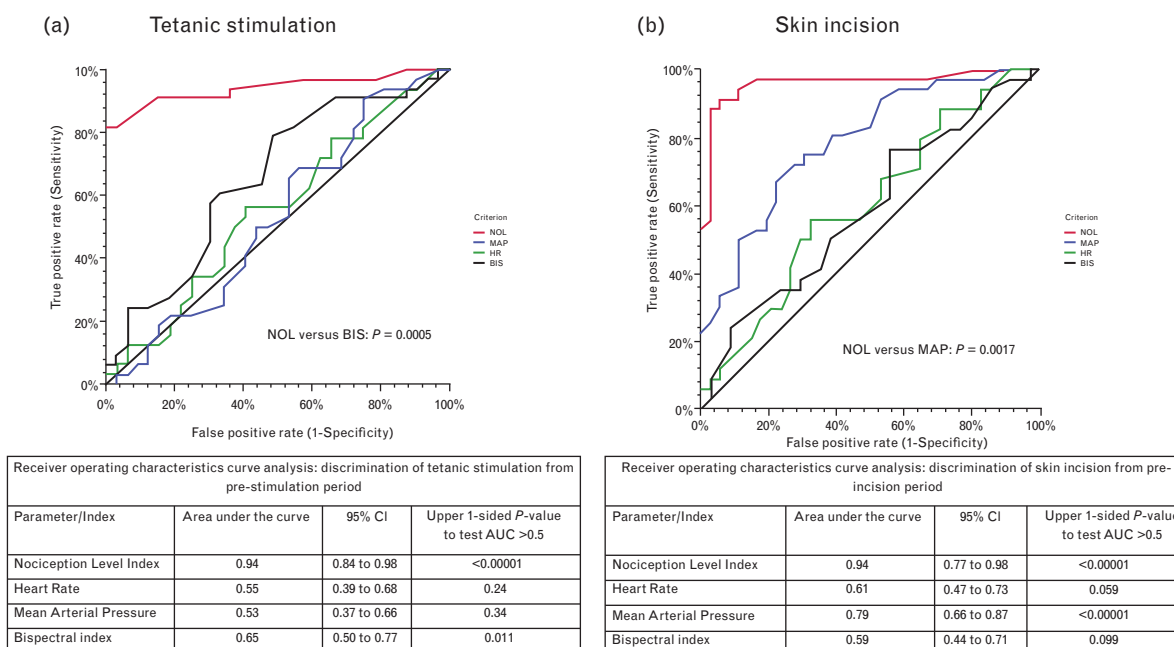 (a) Tetanic stimulation
10%
80%
60%
40%
20%
0%
True positive rate (Sensitivity)
0% 20% 40% 60% 80% 100%
False positive rate (1-Specificity)
Criterion
NOL
MAP
HR
BIS
NOL versus BIS: P = 0.0005
(b) Skin incision
100%
80%
60%
40%
20%
0%
True positive rate (Sensitivity)
0% 20% 40% 60% 80% 100%
False positive rate (1-Specificity)
Criterion
NOL
MAP
HR
BIS
NOL versus MAP: P = 0.0017
Receiver operating characteristics curve analysis: discrimination of tetanic stimulation from
pre-stimulation period
Parameter/Index Area under the curve 95% CI Upper 1-sided P-value
to test AUC >0.5
Nociception Level Index 0.94 0.84 to 0.98 <0.00001
Heart Rate 0.55 0.39 to 0.68 0.24
Mean Arterial Pressure 0.53 0.37 to 0.66 0.34
Bispectral index 0.65 0.50 to 0.77 0.011
Receiver operating characteristics curve analysis: discrimination of skin incision from pre-
incision period
Parameter/Index Area under the curve 95% CI Upper 1-sided P-value
to test AUC >0.5
Nociception Level Index 0.94 0.77 to 0.98 <0.00001
Heart Rate 0.61 0.47 to 0.73 0.059
Mean Arterial Pressure 0.79 0.66 to 0.87 <0.00001
Bispectral index 0.59 0.44 to 0.71 0.099